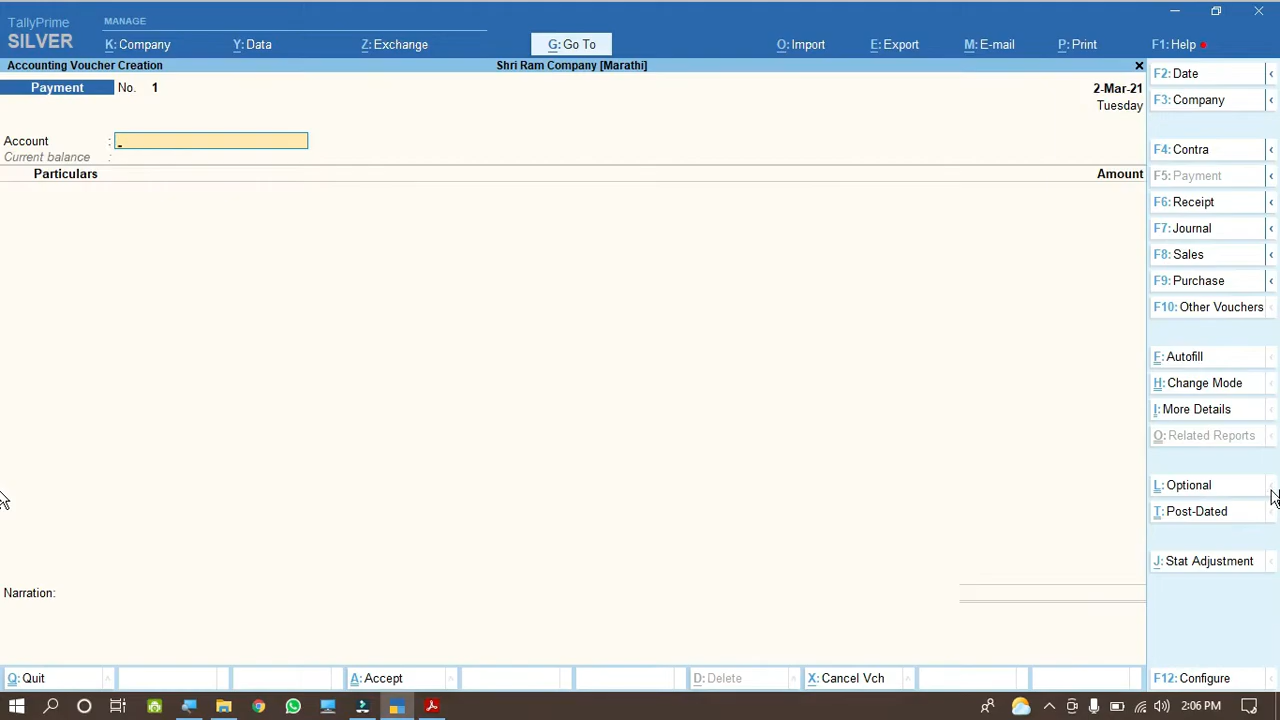 TallyPrime
MANAGE
SILVER
K: Company
Y: Data
Z: Exchange
G: Go To
O: Import
E: Export
M: E-mail
P: Print
F1: Help
Accounting Voucher Creation
Shri Ram Company [Marathi]
Payment No. 1
2-Mar-21
Tuesday
Account :
Current balance :
Particulars
Amount
Narration:
F2: Date
F3: Company
F4: Contra
F5: Payment
F6: Receipt
F7: Journal
F8: Sales
F9: Purchase
F10: Other Vouchers
F: Autofill
H: Change Mode
I: More Details
O: Related Reports
L: Optional
T: Post-Dated
J: Stat Adjustment
Q: Quit
A: Accept
D: Delete
X: Cancel Vch
F12: Configure
2:06 PM